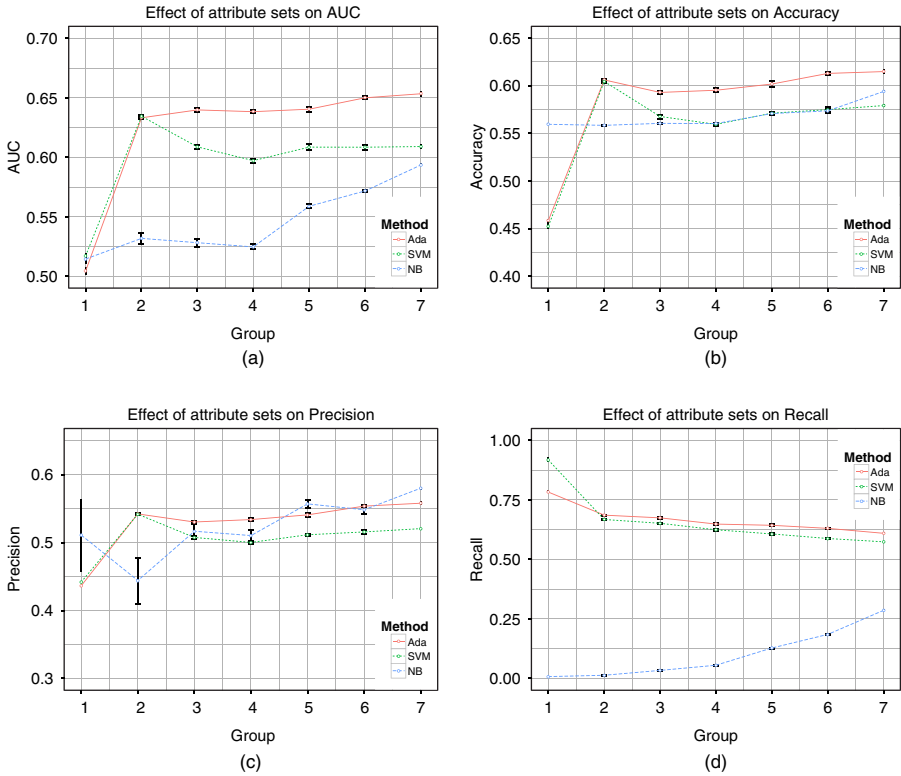 Effect of attribute sets on AUC
0.70
0.65
0.60
0.55
0.50
AUC
Method
Ada
SVM
NB
1 2 3 4 5 6 7
Group
(a)
Effect of attribute sets on Accuracy
0.65
0.60
0.55
0.50
0.45
0.40
Accuracy
Method
Ada
SVM
NB
1 2 3 4 5 6 7
Group
(b)
Effect of attribute sets on Precision
0.6
0.5
0.4
0.3
Precision
Method
Ada
SVM
NB
1 2 3 4 5 6 7
Group
(c)
Effect of attribute sets on Recall
1.00
0.75
0.50
0.25
0.00
Recall
Method
Ada
SVM
NB
1 2 3 4 5 6 7
Group
(d)